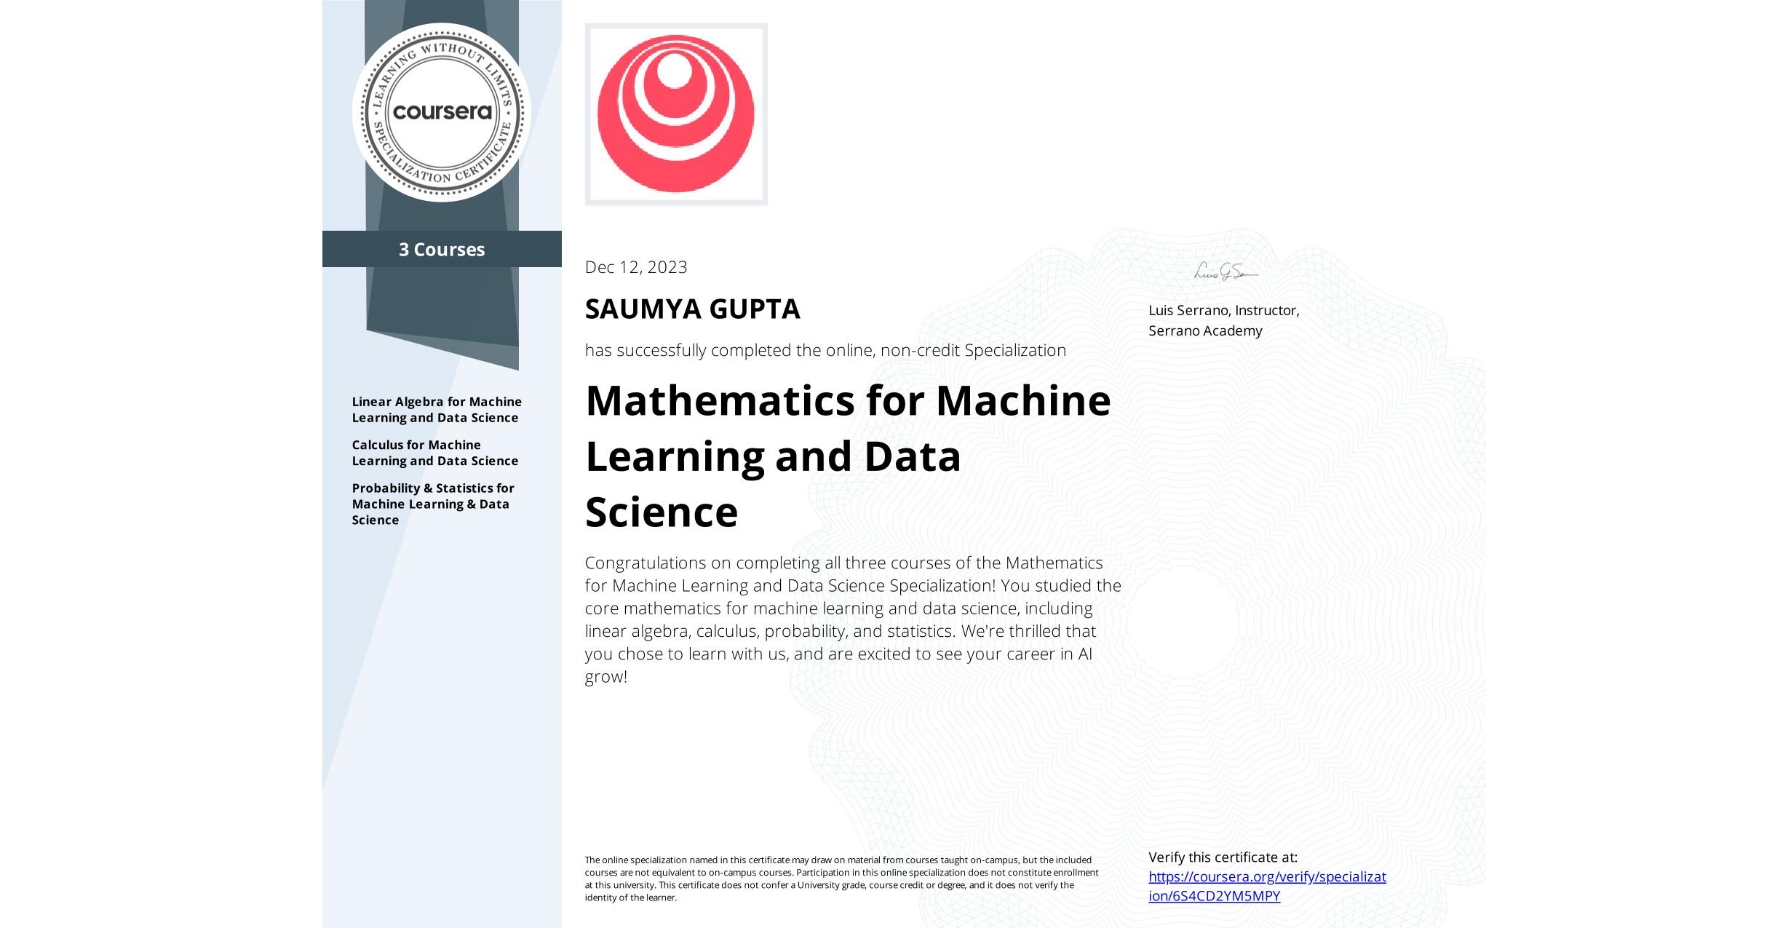 LEARNING WITHOUT LIMITS
coursera
SPECIALIZATION CERTIFICATE
3 Courses
Linear Algebra for Machine
Learning and Data Science
Calculus for Machine
Learning and Data Science
Probability & Statistics for
Machine Learning & Data
Science
Dec 12, 2023
SAUMYA GUPTA
has successfully completed the online, non-credit Specialization
Mathematics for Machine
Learning and Data
Science
Congratulations on completing all three courses of the Mathematics
for Machine Learning and Data Science Specialization! You studied the
core mathematics for machine learning and data science, including
linear algebra, calculus, probability, and statistics. We're thrilled that
you chose to learn with us, and are excited to see your career in AI
grow!
Luis Serrano, Instructor,
Serrano Academy
The online specialization named in this certificate may draw on material from courses taught on-campus, but the included
courses are not equivalent to on-campus courses. Participation in this online specialization does not constitute enrollment
at this university. This certificate does not confer a University grade, course credit or degree, and it does not verify the
identity of the learner.
Verify this certificate at:
https://coursera.org/verify/specializat
ion/6S4CD2YM5MPY